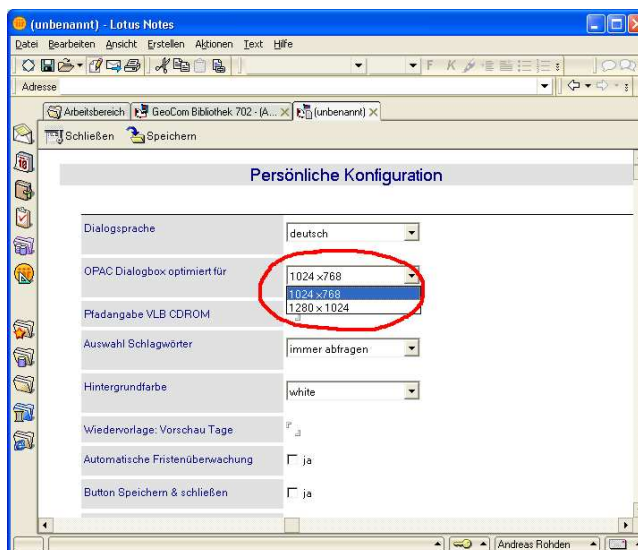 (unbenannt) - Lotus Notes
Datei Bearbeiten Ansicht Erstellen Aktionen Text Hilfe
F K
Adresse
Arbeitsbereich GeoCom Bibliothek 702 - (A... (unbenannt)
Schließen Speichern
Persönliche Konfiguration
Dialogsprache deutsch
OPAC Dialogbox optimiert für 1024 x768
1024 x768
1280 x 1024
Pfadangabe VLB CDROM
Auswahl Schlagwörter immer abfragen
Hintergrundfarbe white
Wiedervorlage: Vorschau Tage
Automatische Fristenüberwachung ja
Button Speichern & schließen ja
Andreas Rohden